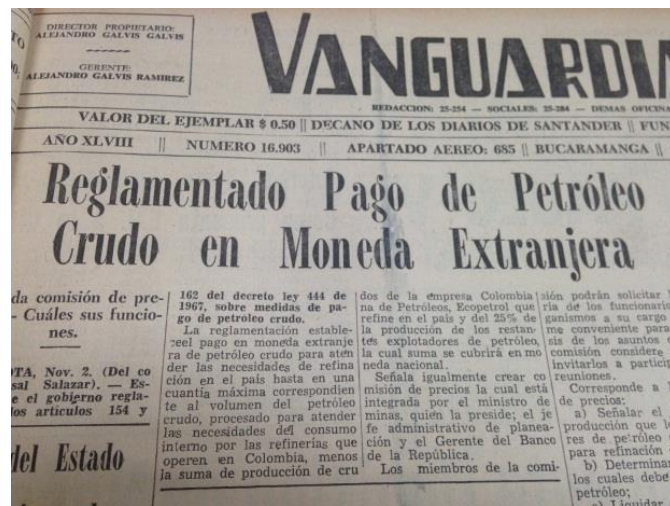 DIRECTOR PROPIETARIO:
ALEJANDRO GALVIS GALVIS
GERENTE:
ALEJANDRO GALVIS RAMIREZ
VANGUARDIA
REDACCION: 25-254 — SOCIALES: 25-284 — DEMAS OFICINA
VALOR DEL EJEMPLAR $ 0.50 || DECANO DE LOS DIARIOS DE SANTANDER || FUN
AÑO XLVIII || NUMERO 16.903 || APARTADO AEREO: 685 || BUCARAMANGA ||
Reglamentado Pago de Petróleo
Crudo en Moneda Extranjera
da comisión de pre-
- Cuáles sus funcio-
nes.
TA, Nov. 2. (Del co
sal Salazar). — Es-
e el gobierno regla-
os artículos 154 y
del Estado
162 del decreto ley 444 de
1967, sobre medidas de pa-
go de petróleo crudo.
La reglamentación estable-
ceel pago en moneda extranje
ra de petróleo crudo para aten
der las necesidades de refina
ción en el país hasta en una
cuantía máxima correspondien
te al volumen del petróleo
crudo, procesado para atender
las necesidades del consumo
interno por las refinerías que
operen en Colombia, menos
la suma de producción de cru
dos de la empresa Colombia
na de Petróleos, Ecopetrol que
refine en el país y del 25% de
la producción de los restan-
tes explotadores de petróleo,
la cual suma se cubrirá en mo
neda nacional.
Señala igualmente crear co
misión de precios la cual está
integrada por el ministro de
minas, quien la preside; el je
fe administrativo de planea-
ción y el Gerente del Banco
de la República.
Los miembros de la comi-
sión podrán solicitar
ría de los funcionario
ganismos a su cargo
me conveniente para
sis de los asuntos
comisión considere
invitarlos a particip
reuniones.
Corresponde a
de precios:
a) Señalar el
producción que l
res de petróleo
para refinación
b) Determinar
los cuales debe
petróleo;
c) Liquidar